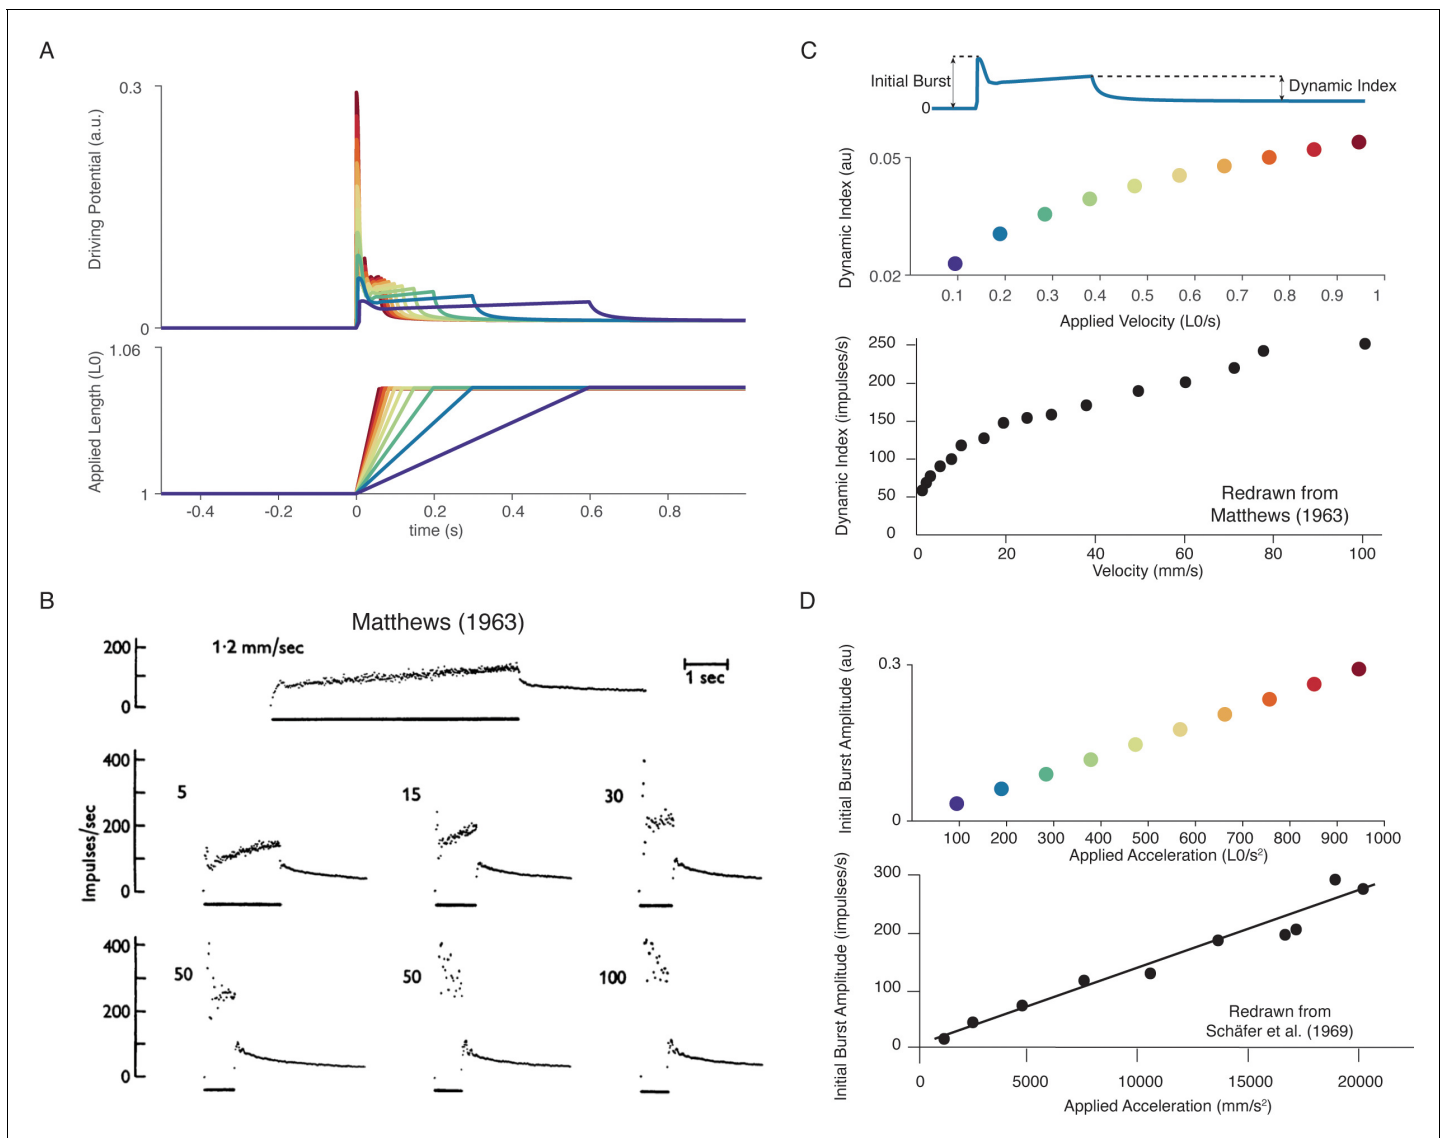 A
0.3
Driving Potential (a.u.)
0
1.06
Applied Length (L0)
1
-0.4 -0.2 0 0.2 0.4 0.6 0.8
time (s)
B
Matthews (1963)
200
100
0
1·2 mm/sec
1 sec
400
200
0
5
15
30
Impulses/sec
400
200
0
50
50
100
C
Initial Burst
0
Dynamic Index
Dynamic Index (au)
0.05
0.02
0.1 0.2 0.3 0.4 0.5 0.6 0.7 0.8 0.9 1
Applied Velocity (L0/s)
Dynamic Index (impulses/s)
250
200
150
100
50
0
Redrawn from
Matthews (1963)
0 20 40 60 80 100
Velocity (mm/s)
D
Initial Burst Amplitude (au)
0.3
0
100 200 300 400 500 600 700 800 900 1000
Applied Acceleration (L0/s²)
Initial Burst Amplitude (impulses/s)
300
200
100
0
Redrawn from
Schäfer et al. (1969)
0 5000 10000 15000 20000
Applied Acceleration (mm/s²)